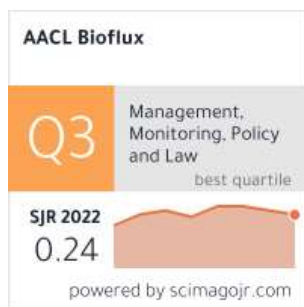 AACL Bioflux
Q3
Management,
Monitoring, Policy
and Law
best quartile
SJR 2022
0.24
powered by scimagojr.com